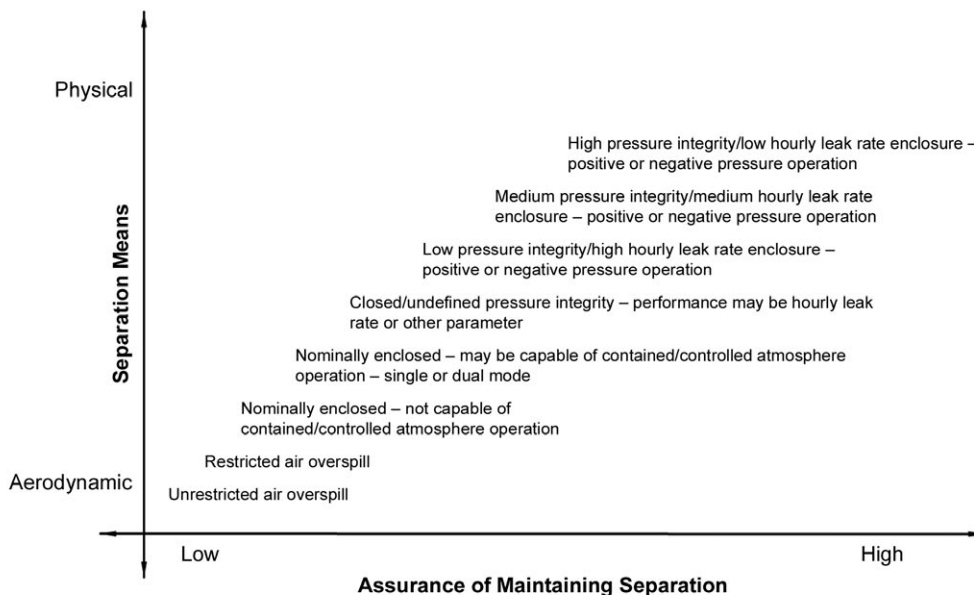 Physical
High pressure integrity/low hourly leak rate enclosure –
positive or negative pressure operation
Medium pressure integrity/medium hourly leak rate
enclosure – positive or negative pressure operation
Low pressure integrity/high hourly leak rate enclosure –
positive or negative pressure operation
Separation Means
Closed/undefined pressure integrity – performance may be hourly leak
rate or other parameter
Nominally enclosed – may be capable of contained/controlled atmosphere
operation – single or dual mode
Nominally enclosed – not capable of
contained/controlled atmosphere operation
Restricted air overspill
Aerodynamic
Unrestricted air overspill
Low
High
Assurance of Maintaining Separation